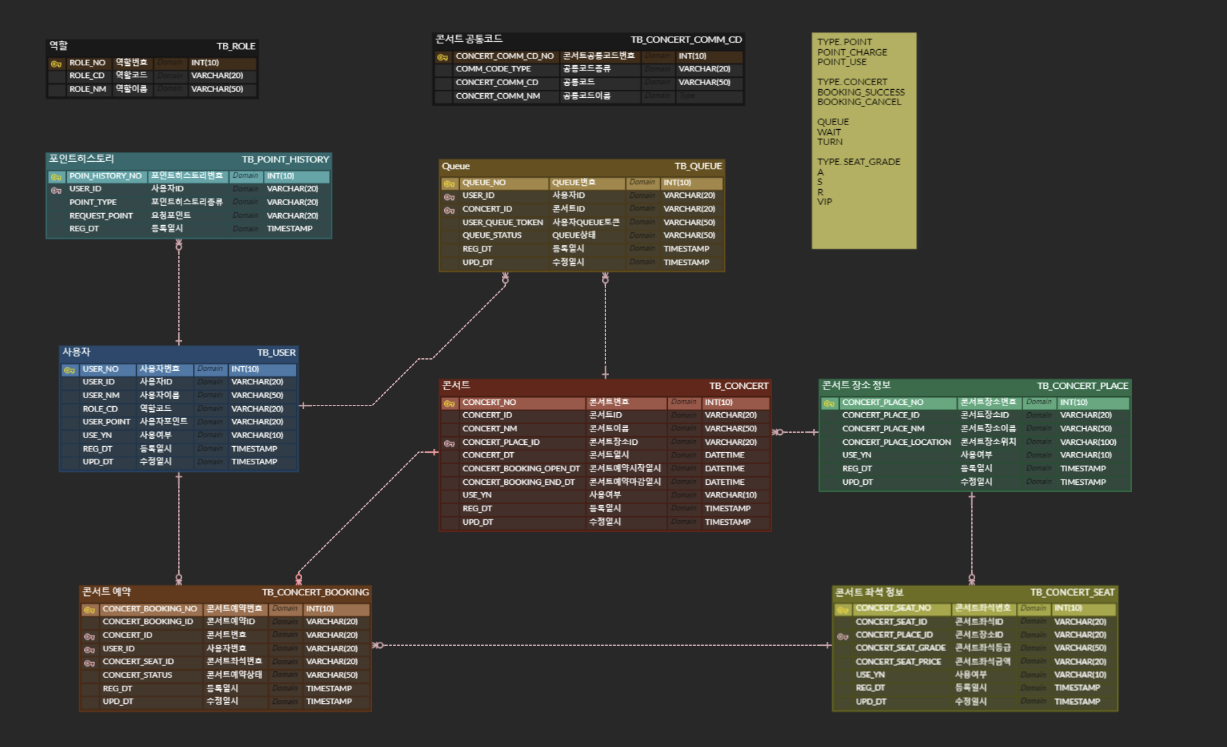 역할 TB_ROLE
ROLE_NO 역할번호 Domain INT(10)
ROLE_CD 역할코드 Domain VARCHAR(20)
ROLE_NM 역할이름 Domain VARCHAR(50)
콘서트 공통코드 TB_CONCERT_COMM_CD
CONCERT_COMM_CD_NO 콘서트공통코드번호 Domain INT(10)
COMM_CODE_TYPE 공통코드종류 Domain VARCHAR(20)
CONCERT_COMM_CD 공통코드 Domain VARCHAR(50)
CONCERT_COMM_NM 공통코드이름 Domain Type
TYPE. POINT
POINT_CHARGE
POINT_USE
TYPE. CONCERT
BOOKING_SUCCESS
BOOKING_CANCEL
QUEUE
WAIT
TURN
TYPE. SEAT_GRADE
A
S
R
VIP
포인트히스토리 TB_POINT_HISTORY
POIN_HISTORY_NO 포인트히스토리번호 Domain INT(10)
USER_ID 사용자ID Domain VARCHAR(20)
POINT_TYPE 포인트히스토리종류 Domain VARCHAR(20)
REQUEST_POINT 요청포인트 Domain VARCHAR(20)
REG_DT 등록일시 Domain TIMESTAMP
Queue TB_QUEUE
QUEUE_NO QUEUE번호 Domain INT(10)
USER_ID 사용자ID Domain VARCHAR(20)
CONCERT_ID 콘서트ID Domain VARCHAR(20)
USER_QUEUE_TOKEN 사용자QUEUE토큰 Domain VARCHAR(50)
QUEUE_STATUS QUEUE상태 Domain VARCHAR(50)
REG_DT 등록일시 Domain TIMESTAMP
UPD_DT 수정일시 Domain TIMESTAMP
사용자 TB_USER
USER_NO 사용자번호 Domain INT(10)
USER_ID 사용자ID Domain VARCHAR(20)
USER_NM 사용자이름 Domain VARCHAR(50)
ROLE_CD 역할코드 Domain VARCHAR(20)
USER_POINT 사용자포인트 Domain VARCHAR(20)
USE_YN 사용여부 Domain VARCHAR(10)
REG_DT 등록일시 Domain TIMESTAMP
UPD_DT 수정일시 Domain TIMESTAMP
콘서트 TB_CONCERT
CONCERT_NO 콘서트번호 Domain INT(10)
CONCERT_ID 콘서트ID Domain VARCHAR(20)
CONCERT_NM 콘서트이름 Domain VARCHAR(50)
CONCERT_PLACE_ID 콘서트장소ID Domain VARCHAR(20)
CONCERT_DT 콘서트일시 Domain DATETIME
CONCERT_BOOKING_OPEN_DT 콘서트예약시작일시 Domain DATETIME
CONCERT_BOOKING_END_DT 콘서트예약마감일시 Domain DATETIME
USE_YN 사용여부 Domain VARCHAR(10)
REG_DT 등록일시 Domain TIMESTAMP
UPD_DT 수정일시 Domain TIMESTAMP
콘서트 장소 정보 TB_CONCERT_PLACE
CONCERT_PLACE_NO 콘서트장소번호 Domain INT(10)
CONCERT_PLACE_ID 콘서트장소ID Domain VARCHAR(20)
CONCERT_PLACE_NM 콘서트장소이름 Domain VARCHAR(50)
CONCERT_PLACE_LOCATION 콘서트장소위치 Domain VARCHAR(100)
USE_YN 사용여부 Domain VARCHAR(10)
REG_DT 등록일시 Domain TIMESTAMP
UPD_DT 수정일시 Domain TIMESTAMP
콘서트 예약 TB_CONCERT_BOOKING
CONCERT_BOOKING_NO 콘서트예약번호 Domain INT(10)
CONCERT_BOOKING_ID 콘서트예약ID Domain VARCHAR(20)
CONCERT_ID 콘서트번호 Domain VARCHAR(20)
USER_ID 사용자번호 Domain VARCHAR(20)
CONCERT_SEAT_ID 콘서트좌석번호 Domain VARCHAR(20)
CONCERT_STATUS 콘서트예약상태 Domain VARCHAR(50)
REG_DT 등록일시 Domain TIMESTAMP
UPD_DT 수정일시 Domain TIMESTAMP
콘서트 좌석 정보 TB_CONCERT_SEAT
CONCERT_SEAT_NO 콘서트좌석번호 Domain INT(10)
CONCERT_SEAT_ID 콘서트좌석ID Domain VARCHAR(20)
CONCERT_PLACE_ID 콘서트장소ID Domain VARCHAR(20)
CONCERT_SEAT_GRADE 콘서트좌석등급 Domain VARCHAR(50)
CONCERT_SEAT_PRICE 콘서트좌석금액 Domain VARCHAR(20)
USE_YN 사용여부 Domain VARCHAR(10)
REG_DT 등록일시 Domain TIMESTAMP
UPD_DT 수정일시 Domain TIMESTAMP